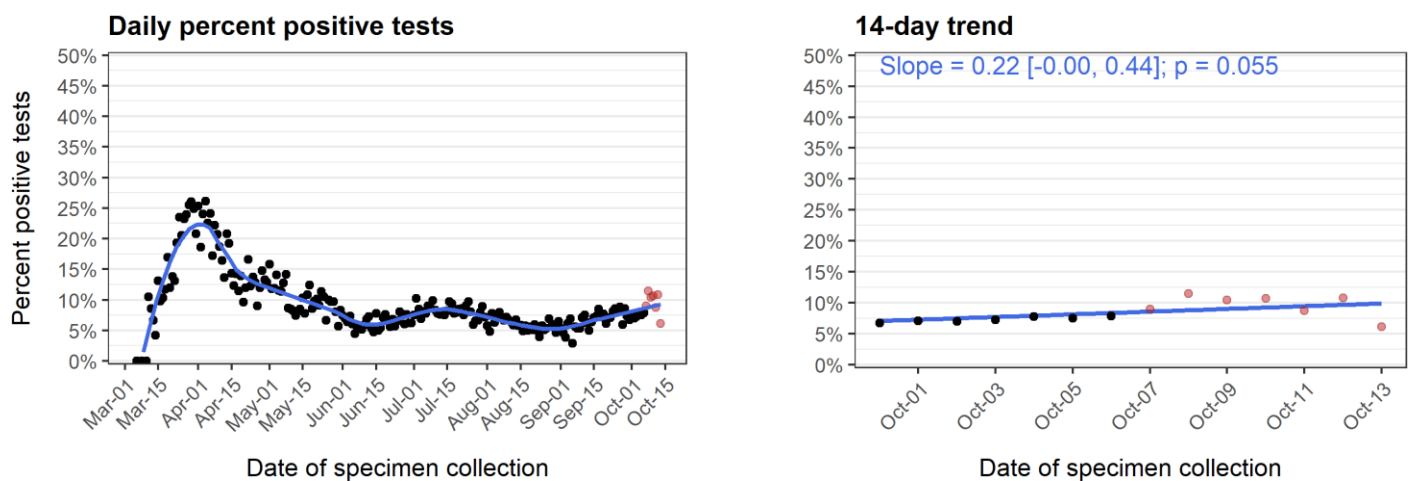 Daily percent positive tests
50%
45%
40%
35%
30%
25%
20%
15%
10%
5%
0%
Percent positive tests
Mar-01
Mar-15
Apr-01
Apr-15
May-01
May-15
Jun-01
Jun-15
Jul-01
Jul-15
Aug-01
Aug-15
Sep-01
Sep-15
Oct-01
Oct-15
Date of specimen collection
14-day trend
Slope = 0.22 [-0.00, 0.44]; p = 0.055
50%
45%
40%
35%
30%
25%
20%
15%
10%
5%
0%
Oct-01
Oct-03
Oct-05
Oct-07
Oct-09
Oct-11
Oct-13
Date of specimen collection